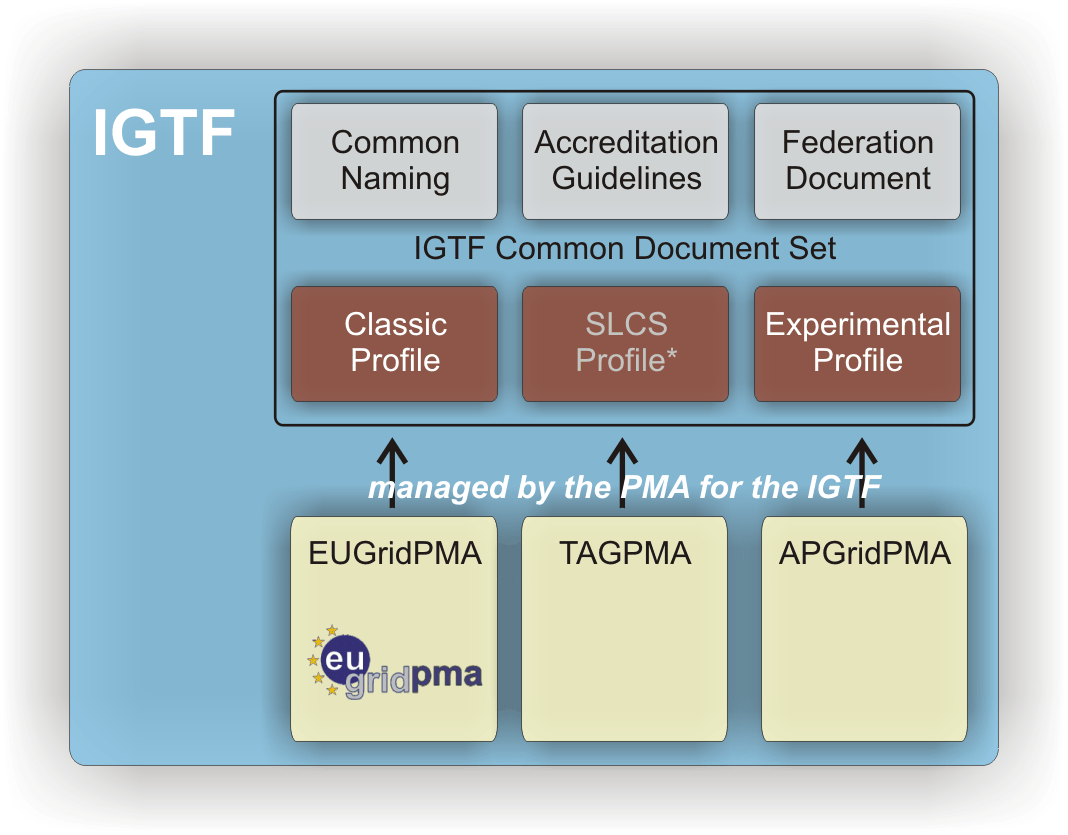 IGTF
Common
Naming
Accreditation
Guidelines
Federation
Document
IGTF Common Document Set
Classic
Profile
SLCS
Profile*
Experimental
Profile
managed by the PMA for the IGTF
EUGridPMA
TAGPMA
APGridPMA
eu
gridpma